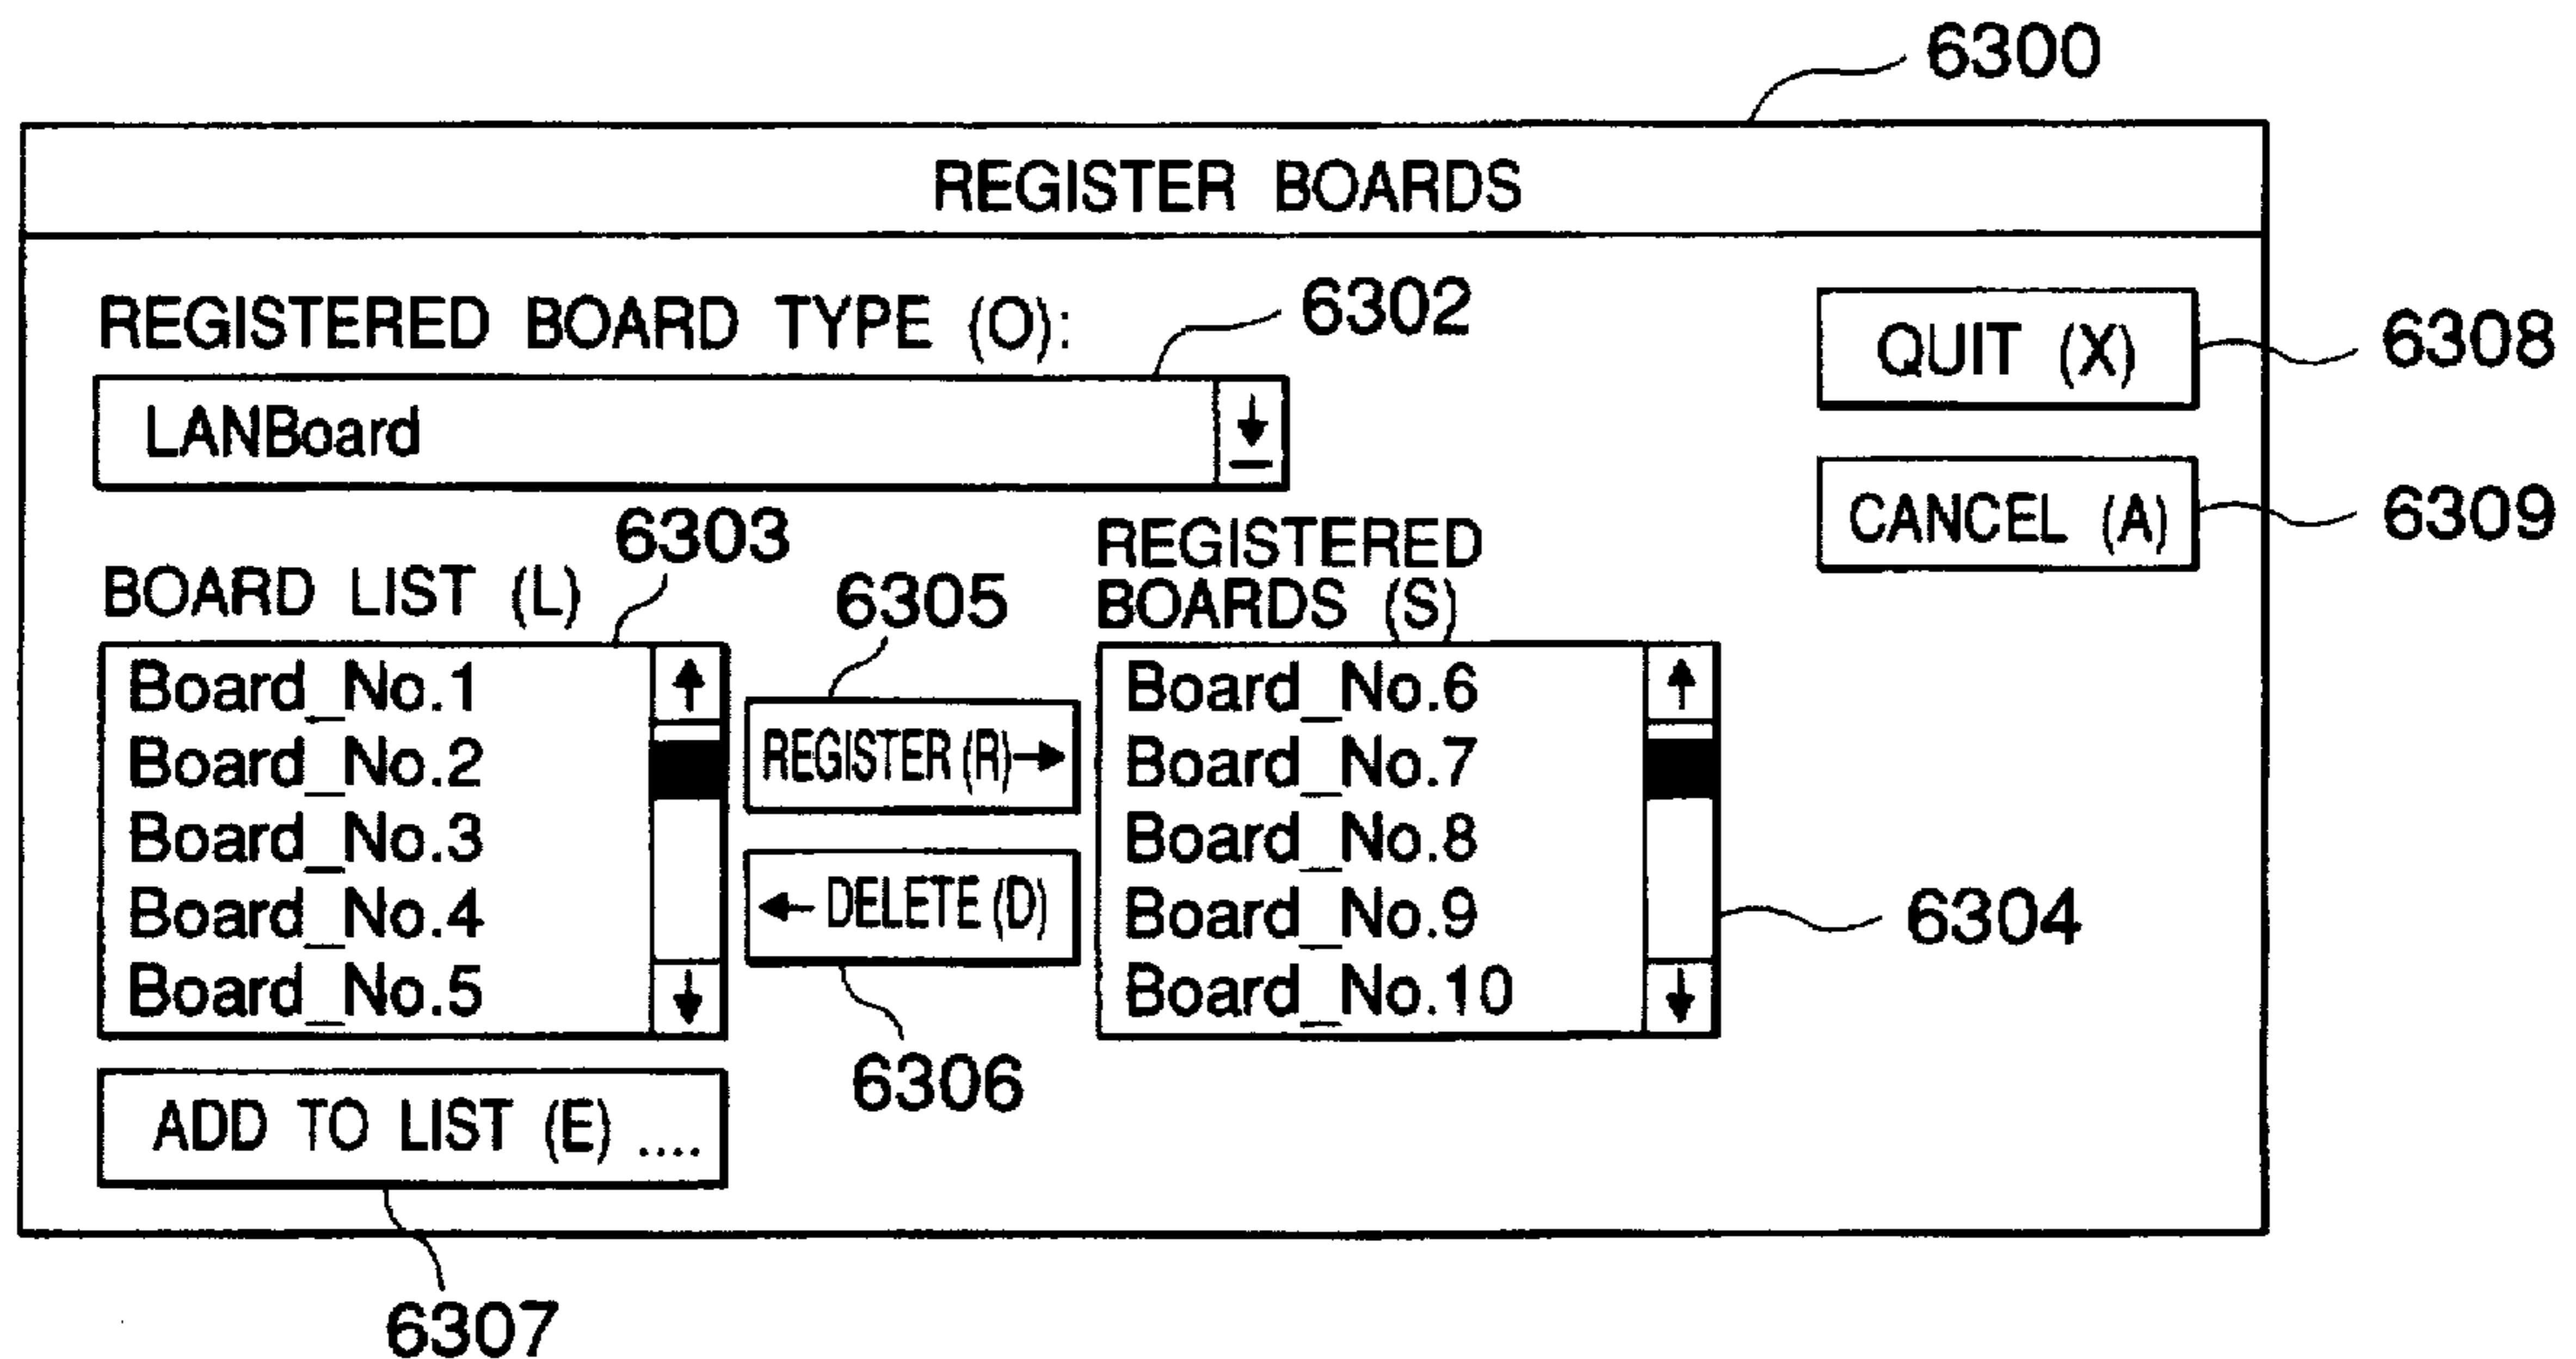 6300
REGISTER BOARDS
REGISTERED BOARD TYPE (O):
6302
LANBoard
QUIT (X)
6308
CANCEL (A)
6309
BOARD LIST (L)
6303
Board_No.1
Board_No.2
Board_No.3
Board_No.4
Board_No.5
6305
REGISTER (R)→
← DELETE (D)
6306
REGISTERED
BOARDS (S)
Board_No.6
Board_No.7
Board_No.8
Board_No.9
Board_No.10
6304
ADD TO LIST (E) ....
6307